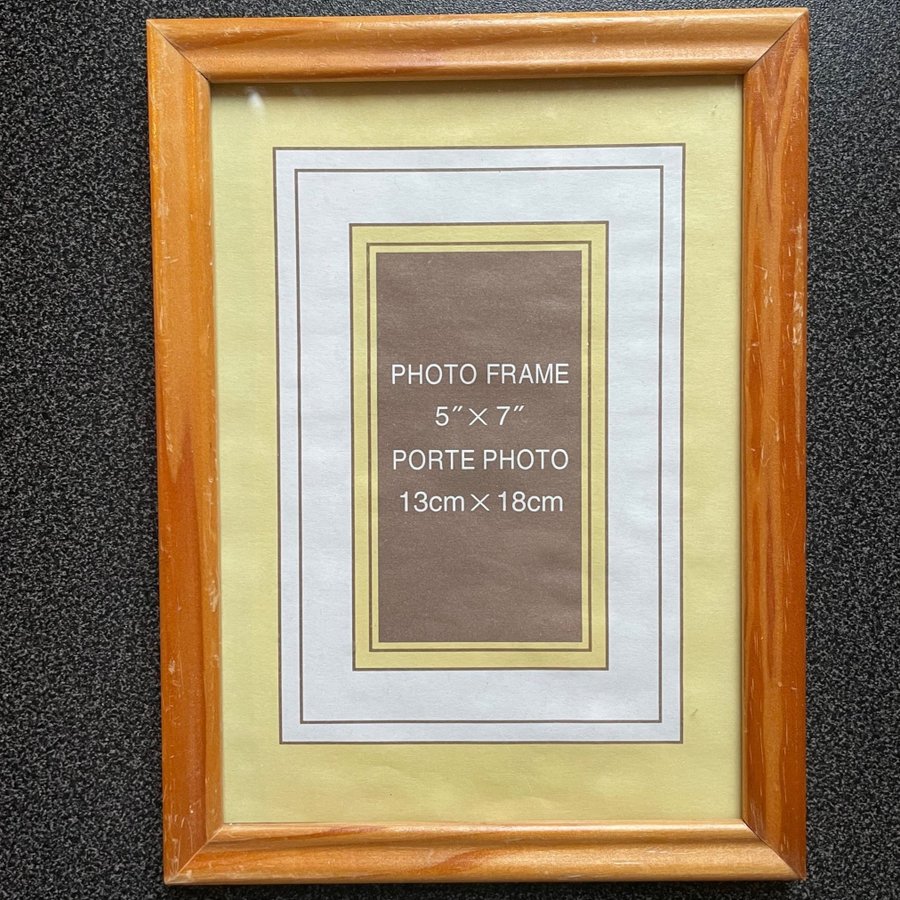 PHOTO FRAME
5″ × 7″
PORTE PHOTO
13cm × 18cm